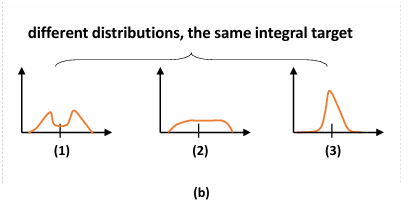 different distributions, the same integral target
(1) (2) (3)
(b)